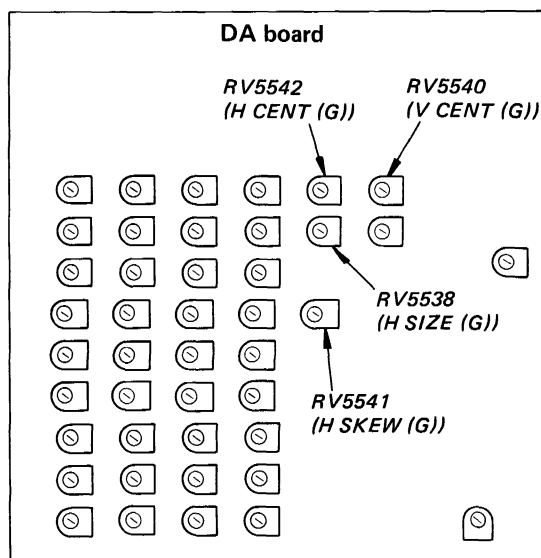 DA board
RV5542
(H CENT (G))
RV5540
(V CENT (G))
RV5538
(H SIZE (G))
RV5541
(H SKEW (G))